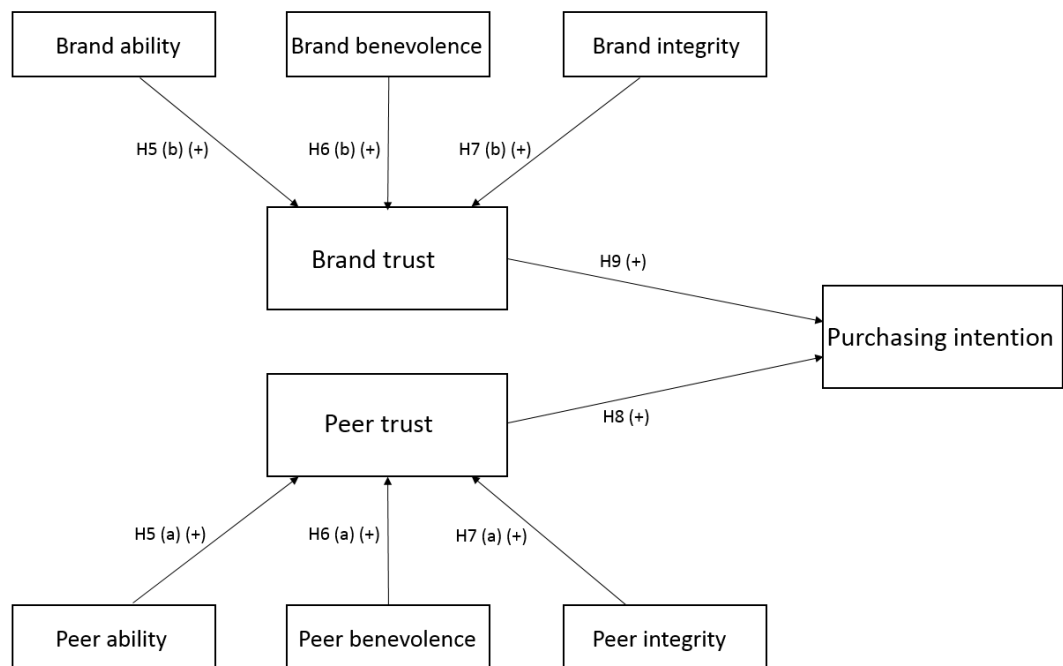 Brand ability
Brand benevolence
Brand integrity
H5 (b) (+)
H6 (b) (+)
H7 (b) (+)
Brand trust
H9 (+)
Purchasing intention
Peer trust
H8 (+)
H5 (a) (+)
H6 (a) (+)
H7 (a) (+)
Peer ability
Peer benevolence
Peer integrity